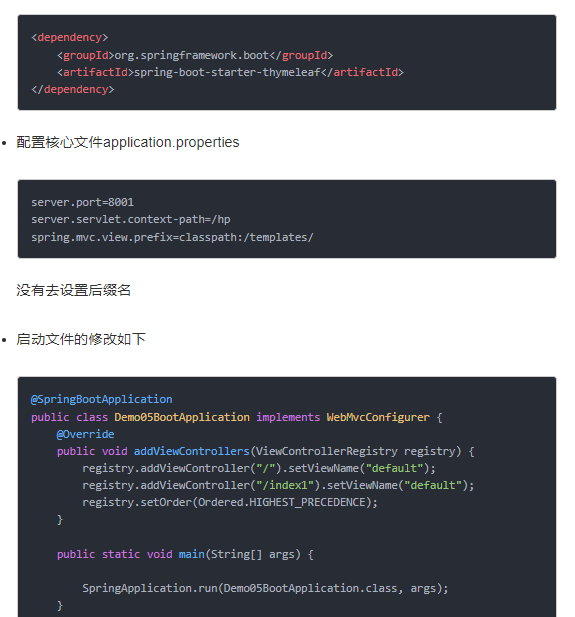 <dependency>
    <groupId>org.springframework.boot</groupId>
    <artifactId>spring-boot-starter-thymeleaf</artifactId>
</dependency>
配置核心文件application.properties
server.port=8001
server.servlet.context-path=/hp
spring.mvc.view.prefix=classpath:/templates/
没有去设置后缀名
启动文件的修改如下
@SpringBootApplication
public class Demo05BootApplication implements WebMvcConfigurer {
    @Override
    public void addViewControllers(ViewControllerRegistry registry) {
        registry.addViewController("/").setViewName("default");
        registry.addViewController("/index1").setViewName("default");
        registry.setOrder(Ordered.HIGHEST_PRECEDENCE);
    }
    public static void main(String[] args) {
        SpringApplication.run(Demo05BootApplication.class, args);
    }